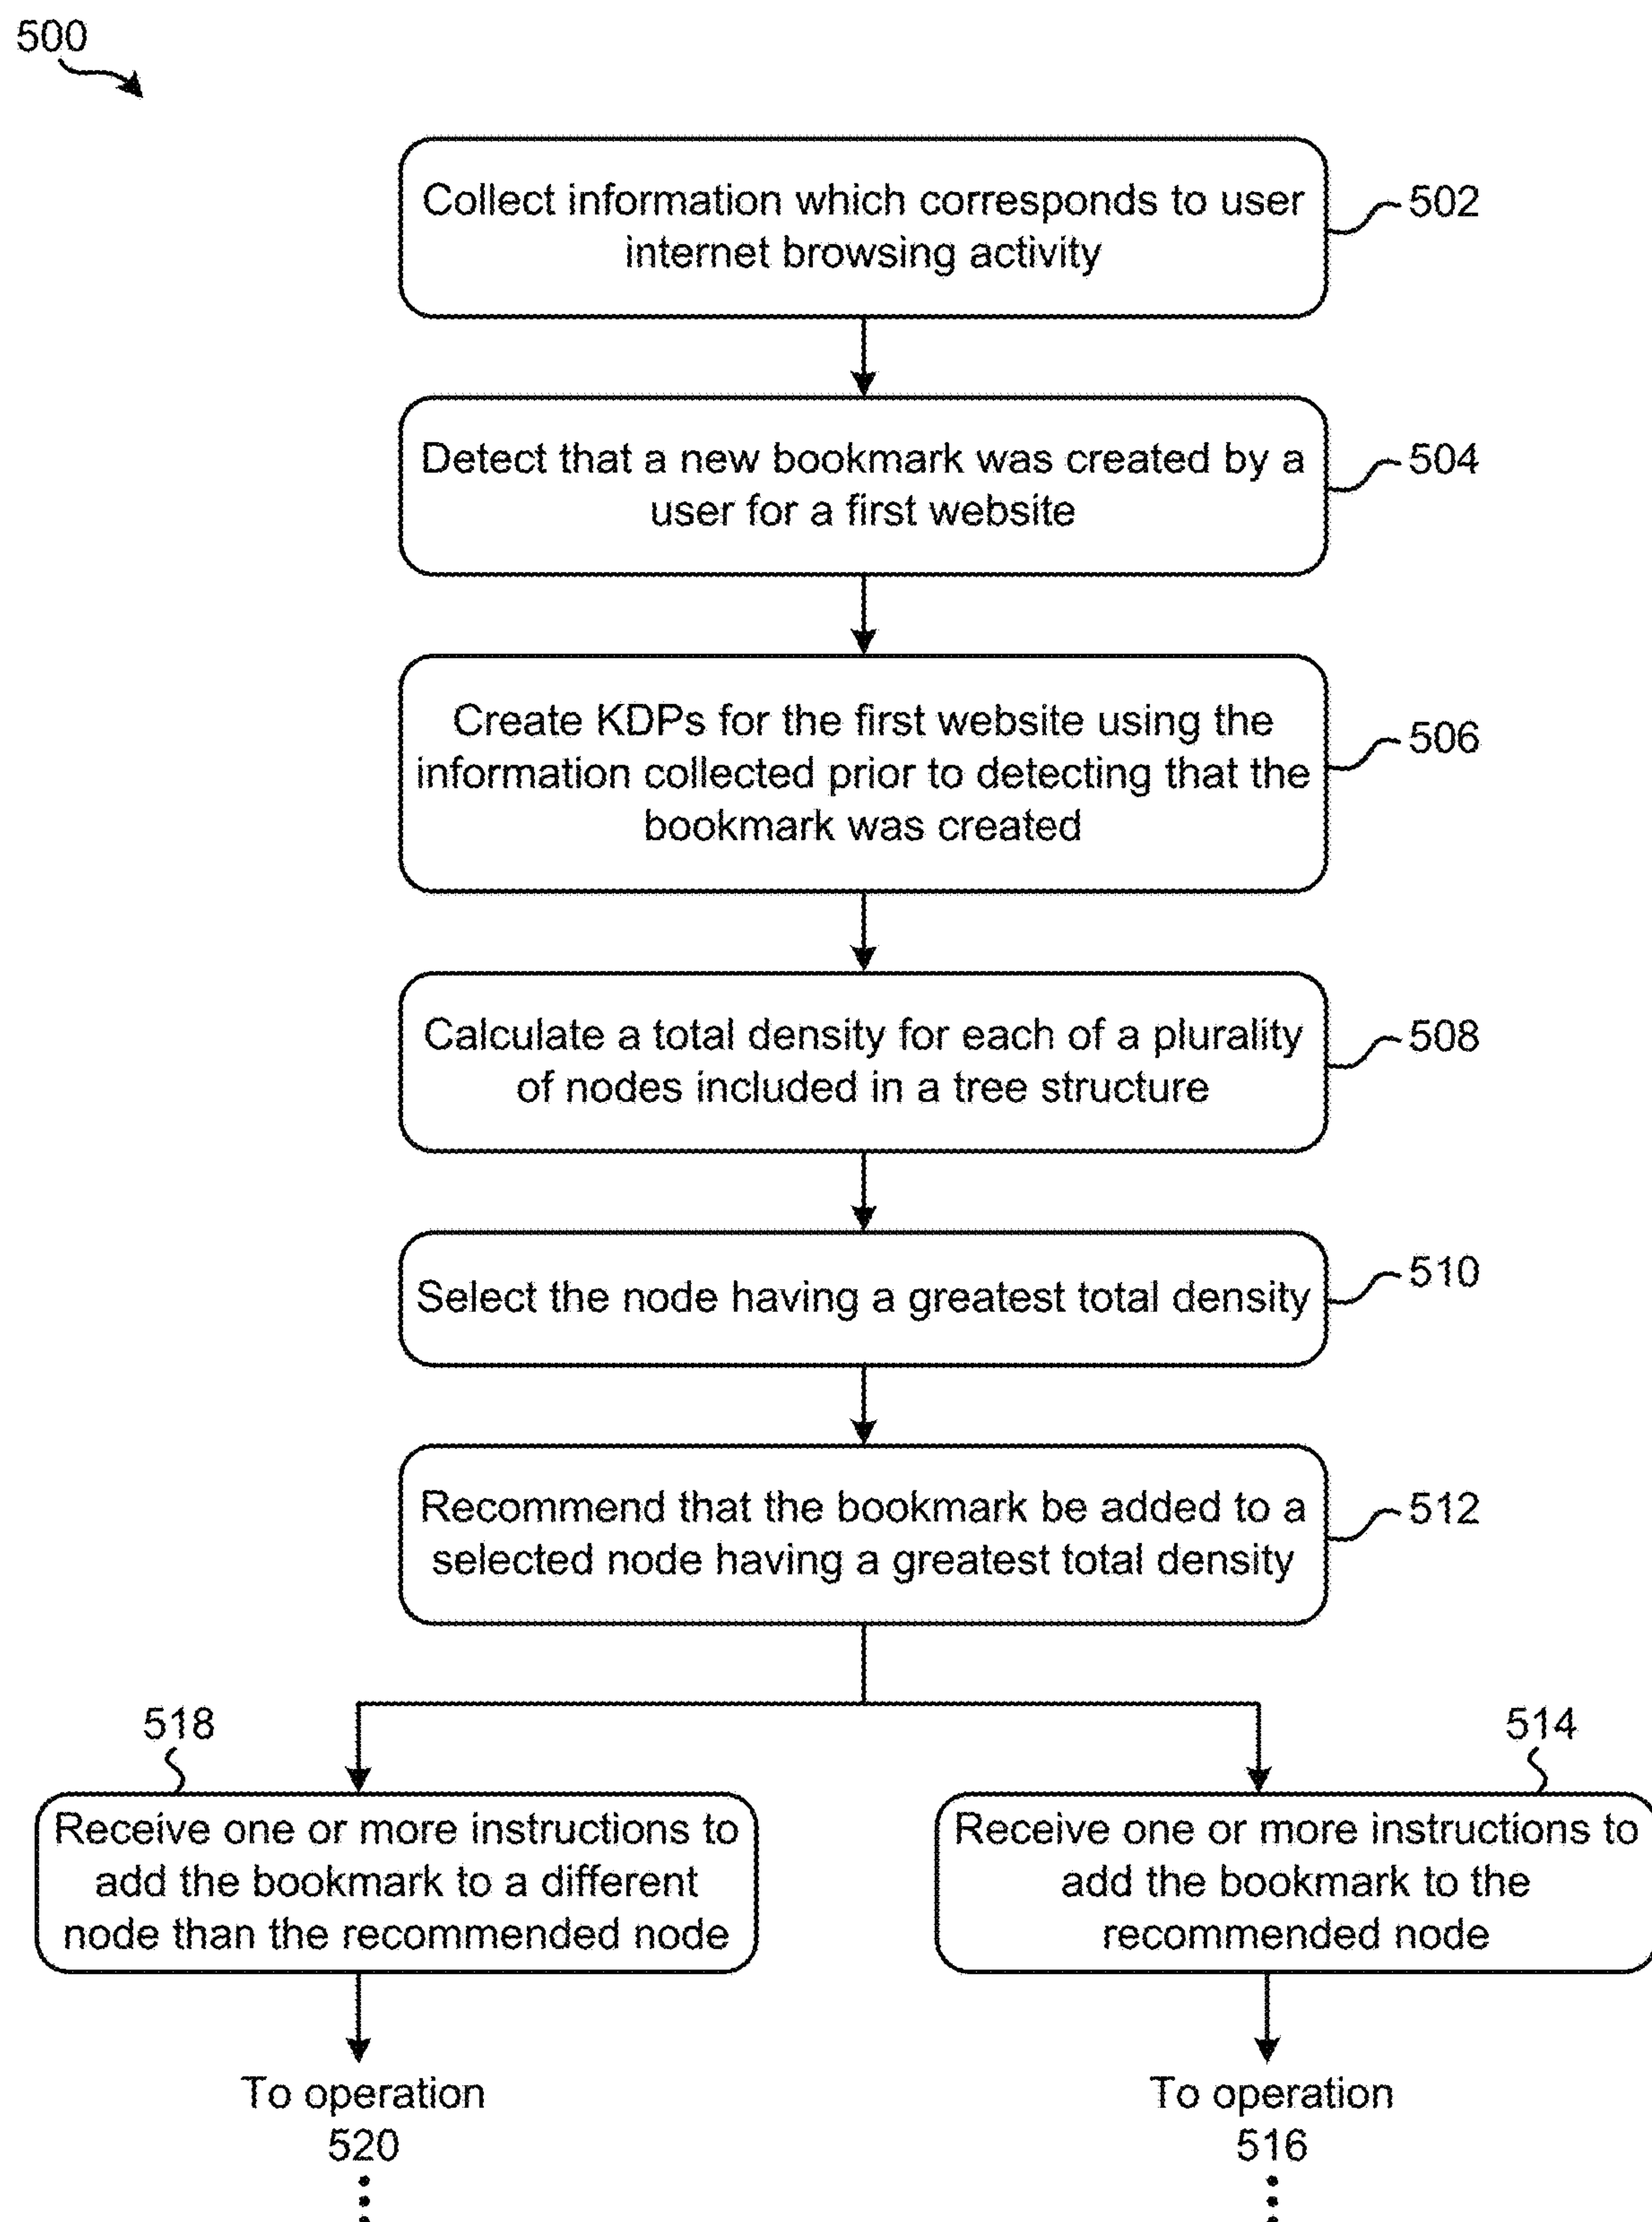 500
Collect information which corresponds to user
internet browsing activity
502
Detect that a new bookmark was created by a
user for a first website
504
Create KDPs for the first website using the
information collected prior to detecting that the
bookmark was created
506
Calculate a total density for each of a plurality
of nodes included in a tree structure
508
Select the node having a greatest total density
510
Recommend that the bookmark be added to a
selected node having a greatest total density
512
518
Receive one or more instructions to
add the bookmark to a different
node than the recommended node
To operation
520
514
Receive one or more instructions to
add the bookmark to the
recommended node
To operation
516